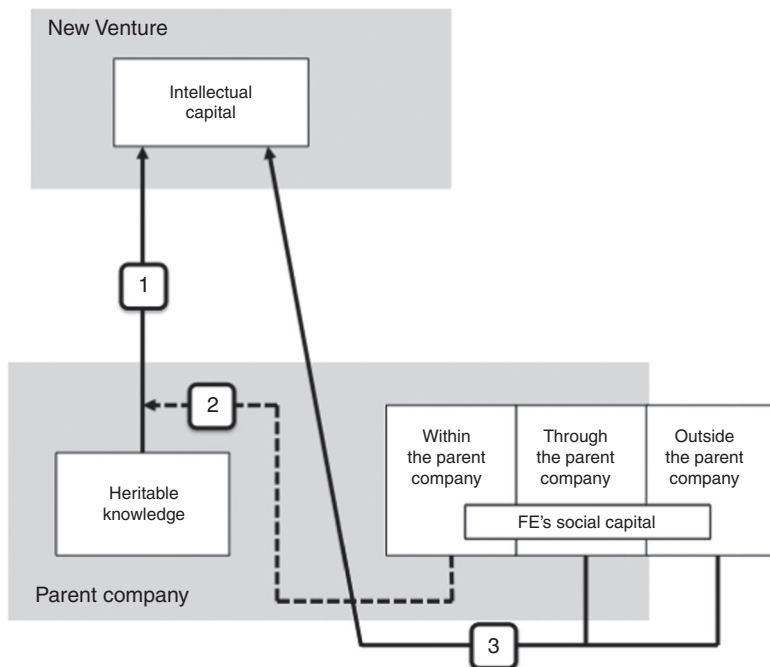 New Venture
Intellectual
capital
1
2
Within
the parent
company
Through
the parent
company
Outside
the parent
company
Heritable
knowledge
FE's social capital
Parent company
3